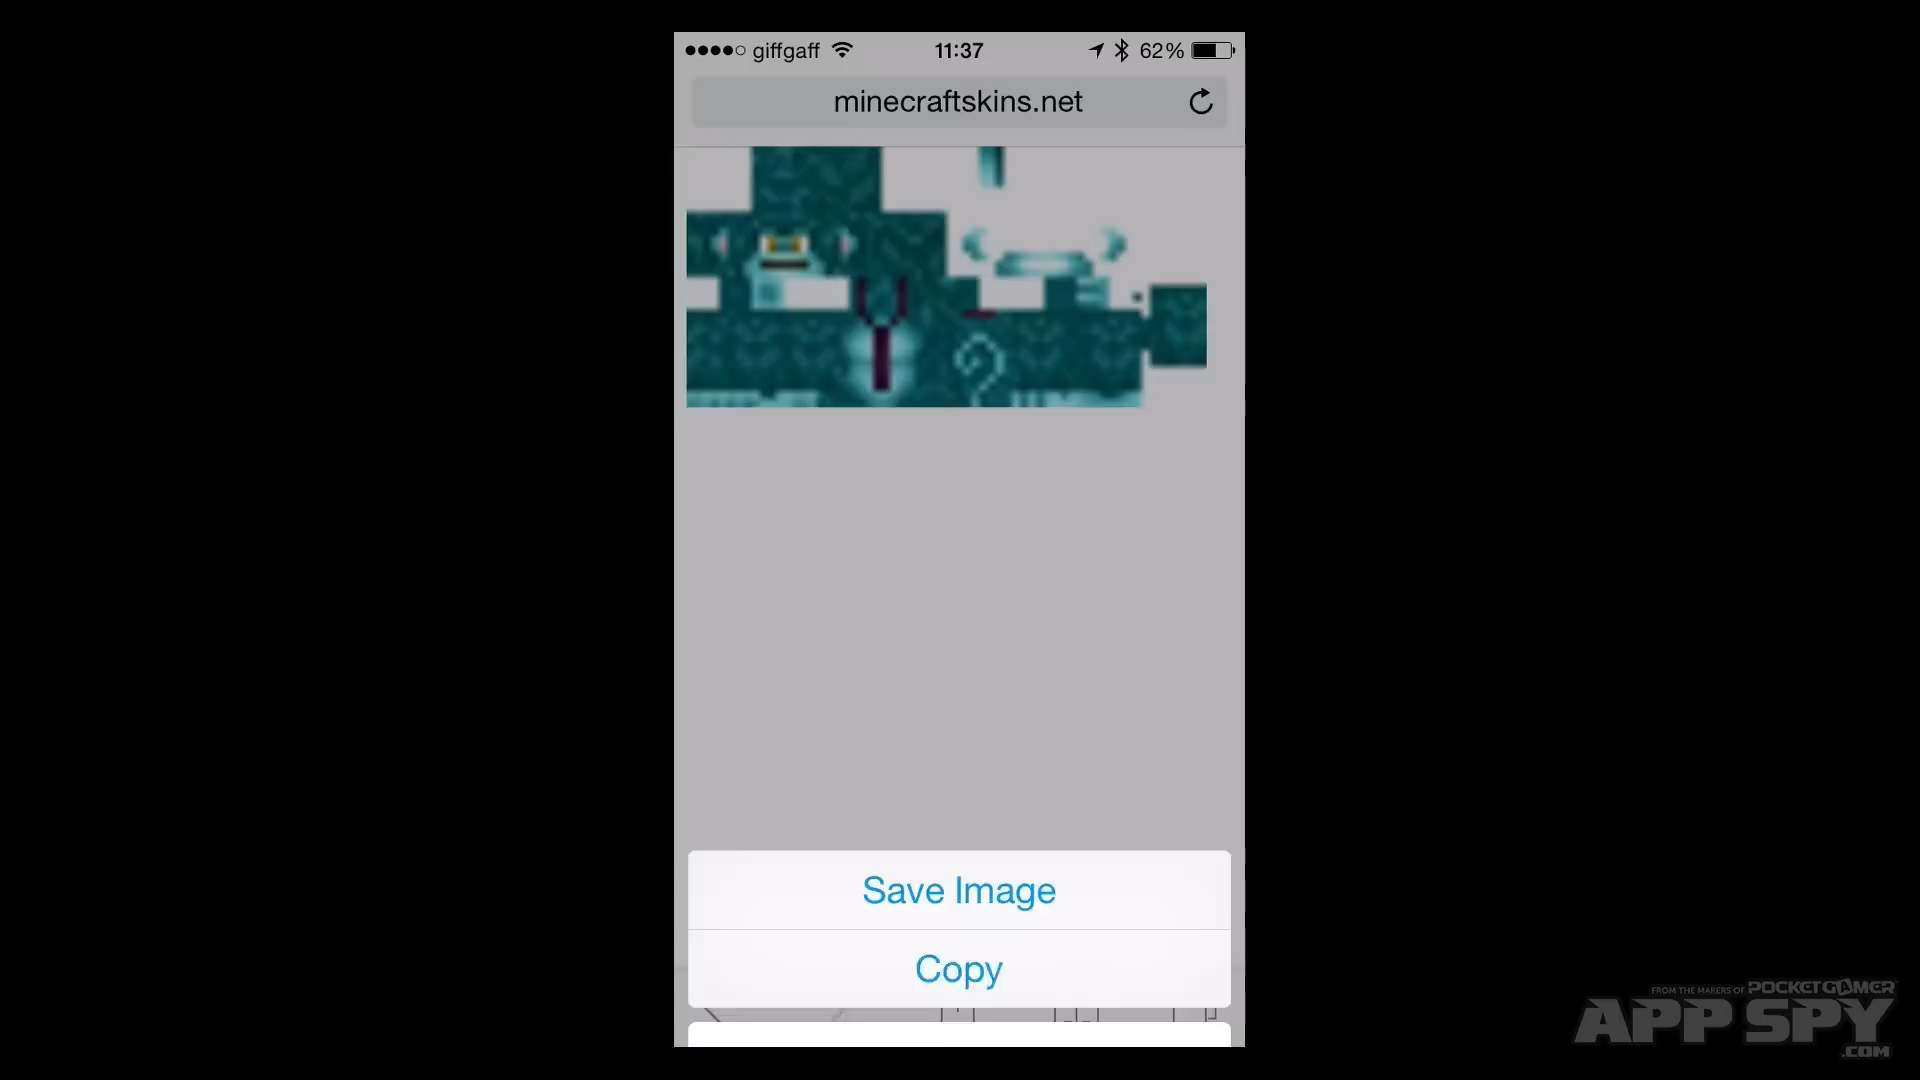 giffgaff 11:37 62%
minecraftskins.net
Save Image
Copy
FROM THE MAKERS OF POCKETGAMER
APP SPY
.COM